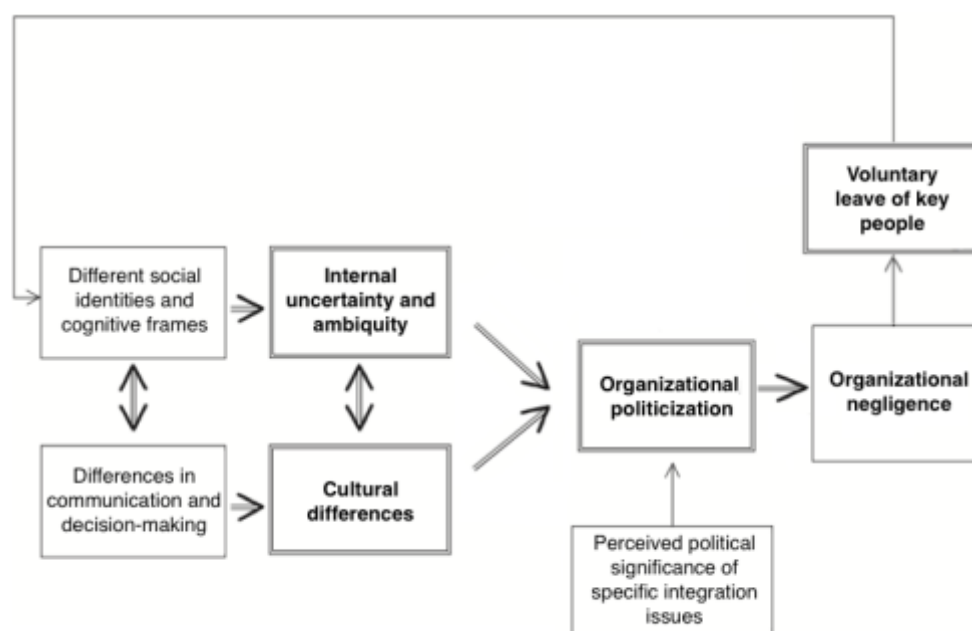 Voluntary
leave of key
people
Different social
identities and
cognitive frames
Internal
uncertainty and
ambiquity
Organizational
politicization
Organizational
negligence
Differences in
communication and
decision-making
Cultural
differences
Perceived political
significance of
specific integration
issues